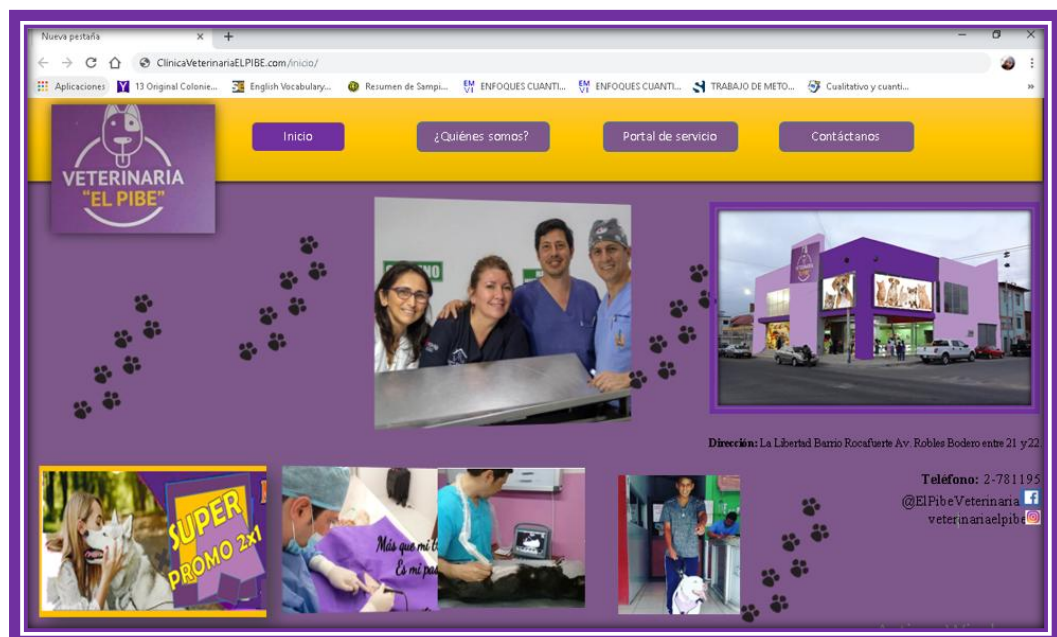 Nueva pestaña
ClínicaVeterinariaELPIBE.com/inicio/
Aplicaciones
13 Original Colonie...
English Vocabulary...
Resumen de Sampi...
ENFOQUES CUANTI...
ENFOQUES CUANTI...
TRABAJO DE METO...
Cualitativo y cuanti...
Inicio
¿Quiénes somos?
Portal de servicio
Contáctanos
VETERINARIA
"EL PIBE"
Dirección: La Libertad Barrio Rocafuerte Av. Robles Bodero entre 21 y 22
Teléfono: 2-781195
@ElPibeVeterinaria
veterinariaelpibe
SUPER
PROMO 2x1
Más que mi
Es mi